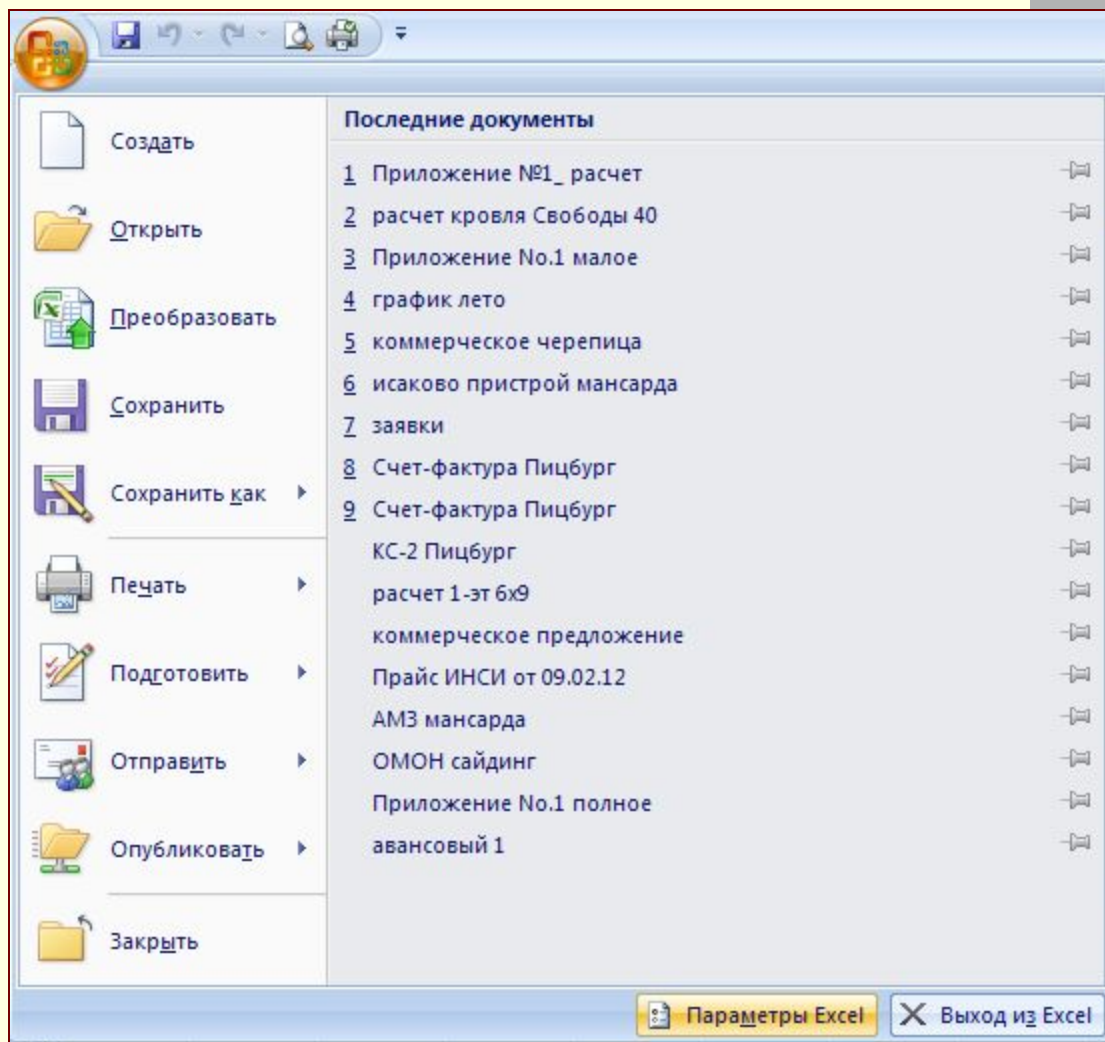 Создать
Открыть
Преобразовать
Сохранить
Сохранить как
Печать
Подготовить
Отправить
Опубликовать
Закрыть
Последние документы
1 Приложение №1_ расчет
2 расчет кровля Свободы 40
3 Приложение No.1 малое
4 график лето
5 коммерческое черепица
6 исаково пристрой мансарда
7 заявки
8 Счет-фактура Пицбург
9 Счет-фактура Пицбург
КС-2 Пицбург
расчет 1-эт 6х9
коммерческое предложение
Прайс ИНСИ от 09.02.12
АМЗ мансарда
ОМОН сайдинг
Приложение No.1 полное
авансовый 1
Параметры Excel
Выход из Excel